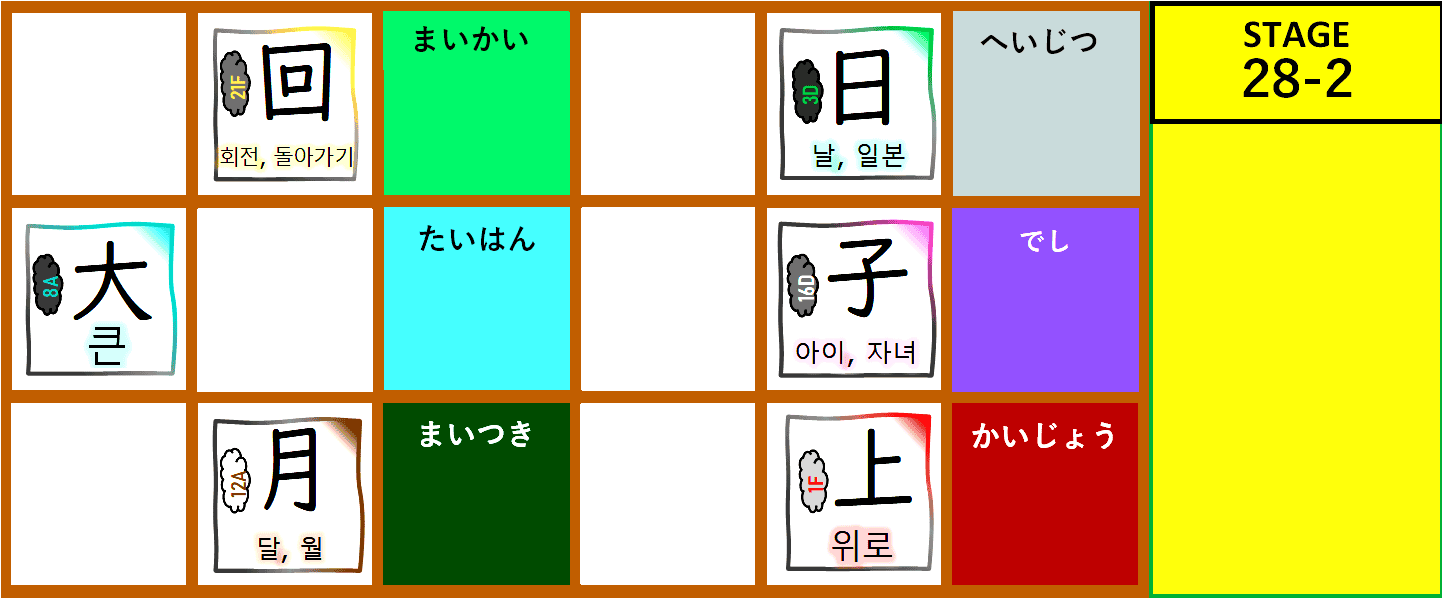 回
21F
회전, 돌아가기
まいかい
日
3D
날, 일본
へいじつ
STAGE
28-2
大
8A
큰
たいはん
子
16D
아이, 자녀
でし
月
12A
달, 월
まいつき
上
1F
위로
かいじょう